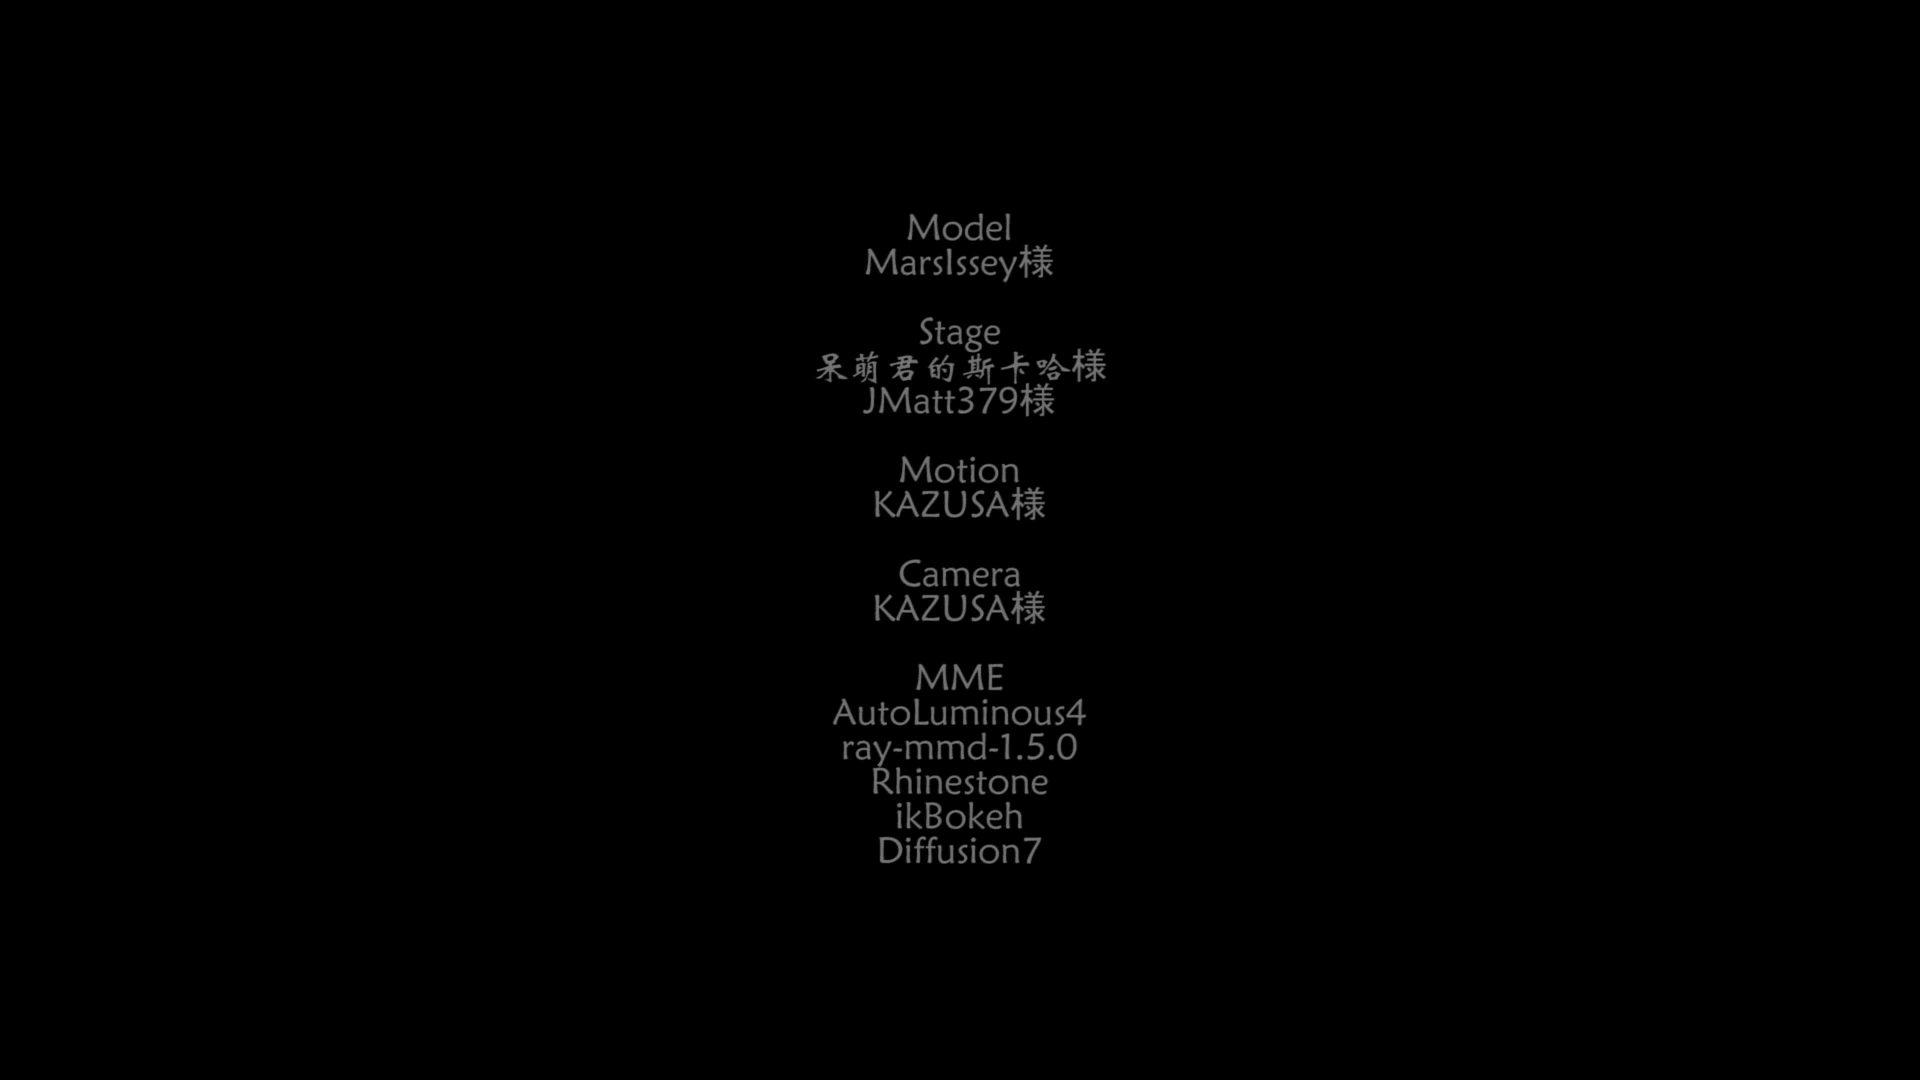 Model
MarsIssey様
Stage
呆萌君的斯卡哈様
JMatt379様
Motion
KAZUSA様
Camera
KAZUSA様
MME
AutoLuminous4
ray-mmd-1.5.0
Rhinestone
ikBokeh
Diffusion7